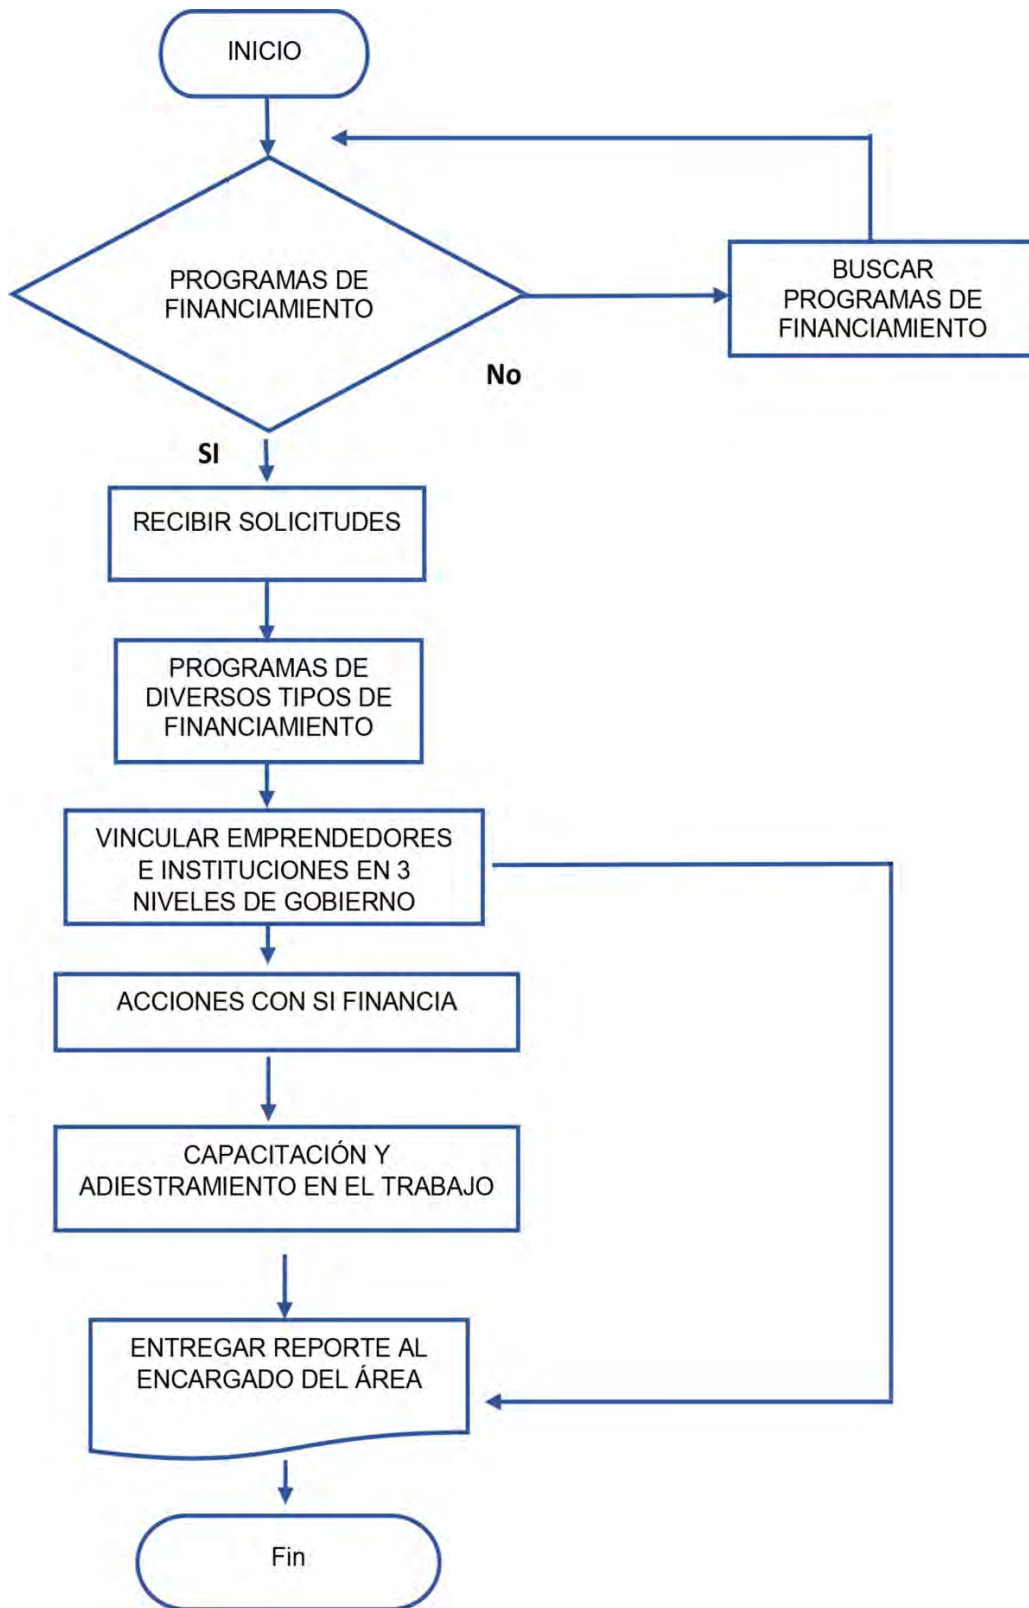 INICIO
PROGRAMAS DE
FINANCIAMIENTO
BUSCAR
PROGRAMAS DE
FINANCIAMIENTO
No
SI
RECIBIR SOLICITUDES
PROGRAMAS DE
DIVERSOS TIPOS DE
FINANCIAMIENTO
VINCULAR EMPRENDEDORES
E INSTITUCIONES EN 3
NIVELES DE GOBIERNO
ACCIONES CON SI FINANCIA
CAPACITACIÓN Y
ADIESTRAMIENTO EN EL TRABAJO
ENTREGAR REPORTE AL
ENCARGADO DEL ÁREA
Fin